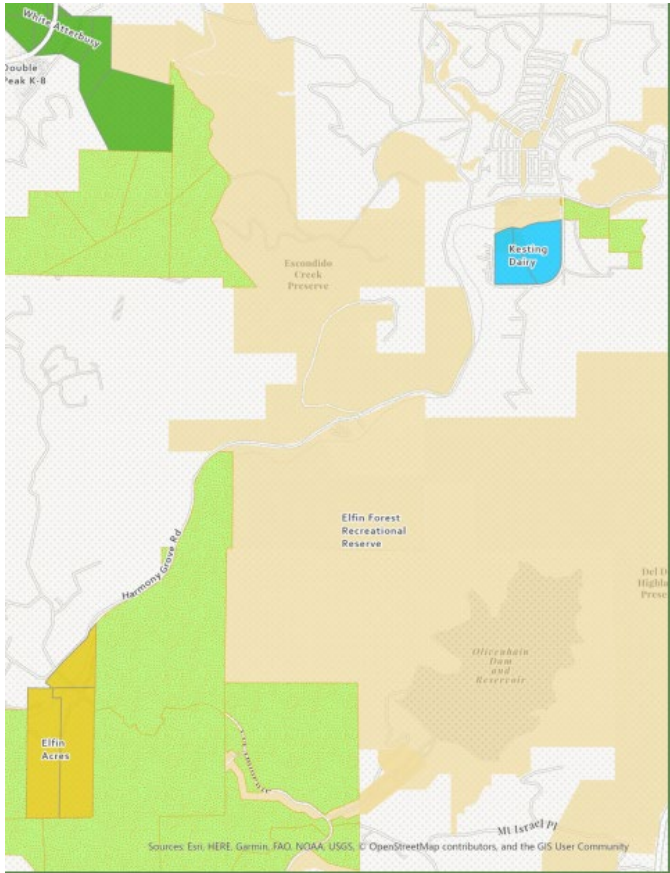 White Atterbury
Double
Peak K-8
Kesting
Dairy
Escondido
Creek
Preserve
Elfin Forest
Recreational
Reserve
Harmony Grove Rd
Del D
Highla
Prese
Olivenhain
Dam
and
Reservoir
Elfin
Acres
Mt Israel Pl
Sources: Esri, HERE, Garmin, FAO, NOAA, USGS, © OpenStreetMap contributors, and the GIS User Community